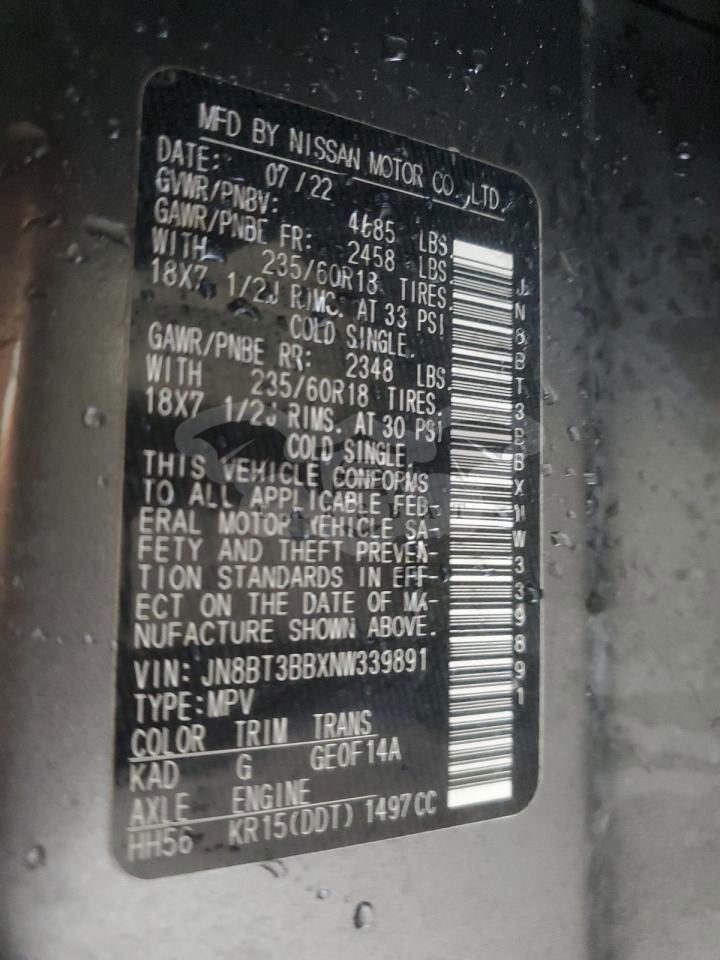 MFD BY NISSAN MOTOR CO.,LTD.
DATE: 07/22
GVWR/PNBV: 4685 LBS
GAWR/PNBE FR: 2458 LBS
WITH 235/60R18 TIRES.
18X7 1/2J RIMS. AT 33 PSI
COLD SINGLE.
GAWR/PNBE RR: 2348 LBS
WITH 235/60R18 TIRES.
18X7 1/2J RIMS. AT 30 PSI
COLD SINGLE.
THIS VEHICLE CONFORMS
TO ALL APPLICABLE FED-
ERAL MOTOR VEHICLE SA-
FETY AND THEFT PREVEN-
TION STANDARDS IN EFF-
ECT ON THE DATE OF MA-
NUFACTURE SHOWN ABOVE.
VIN: JN8BT3BBXNW339891
TYPE:MPV
COLOR TRIM TRANS
KAD G GE0F14A
AXLE ENGINE
HH56 KR15(DDT) 1497CC
JN8BT3BBXNW339891